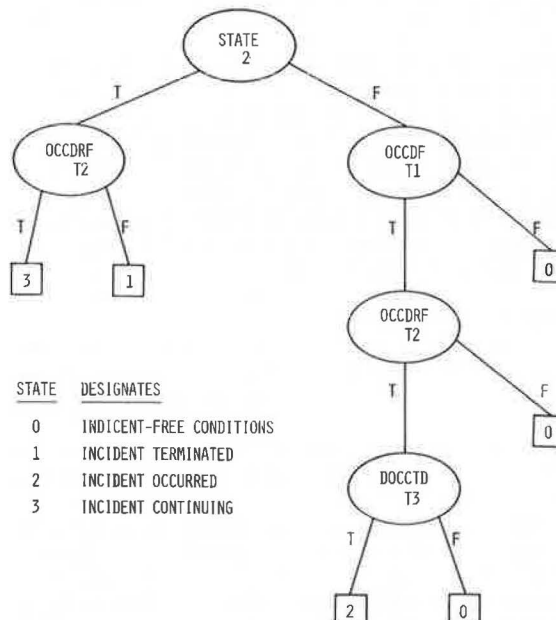 STATE
2
T
F
OCCDRF
T2
OCCDF
T1
T
F
T
F
3
1
0
OCCDRF
T2
T
F
0
STATE DESIGNATES
0 INDICENT-FREE CONDITIONS
1 INCIDENT TERMINATED
2 INCIDENT OCCURRED
3 INCIDENT CONTINUING
DOCCTD
T3
T
F
2
0